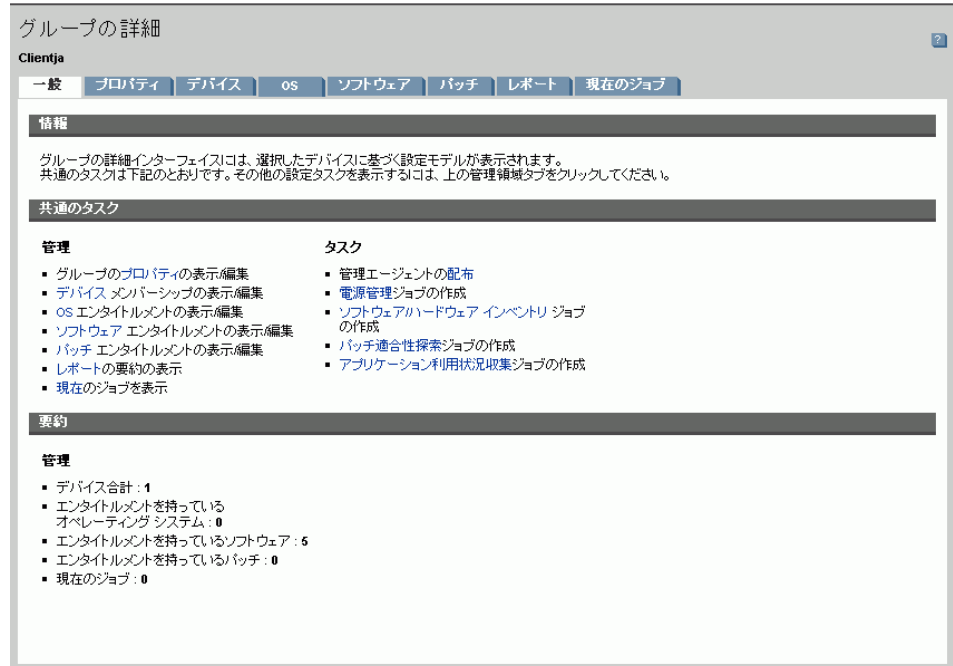 グループの詳細
?
Clientja
一般 プロパティ デバイス OS ソフトウェア パッチ レポート 現在のジョブ
情報
グループの詳細インターフェイスには、選択したデバイスに基づく設定モデルが表示されます。
共通のタスクは下記のとおりです。その他の設定タスクを表示するには、上の管理領域タブをクリックしてください。
共通のタスク
管理
▪ グループのプロパティの表示/編集
▪ デバイス メンバーシップの表示/編集
▪ OS エンタイトルメントの表示/編集
▪ ソフトウェア エンタイトルメントの表示/編集
▪ パッチ エンタイトルメントの表示/編集
▪ レポートの要約の表示
▪ 現在のジョブを表示
タスク
▪ 管理エージェントの配布
▪ 電源管理ジョブの作成
▪ ソフトウェア/ハードウェア インベントリ ジョブ
の作成
▪ パッチ適合性探索ジョブの作成
▪ アプリケーション利用状況収集ジョブの作成
要約
管理
▪ デバイス合計 : 1
▪ エンタイトルメントを持っている
オペレーティング システム : 0
▪ エンタイトルメントを持っているソフトウェア : 5
▪ エンタイトルメントを持っているパッチ : 0
▪ 現在のジョブ : 0